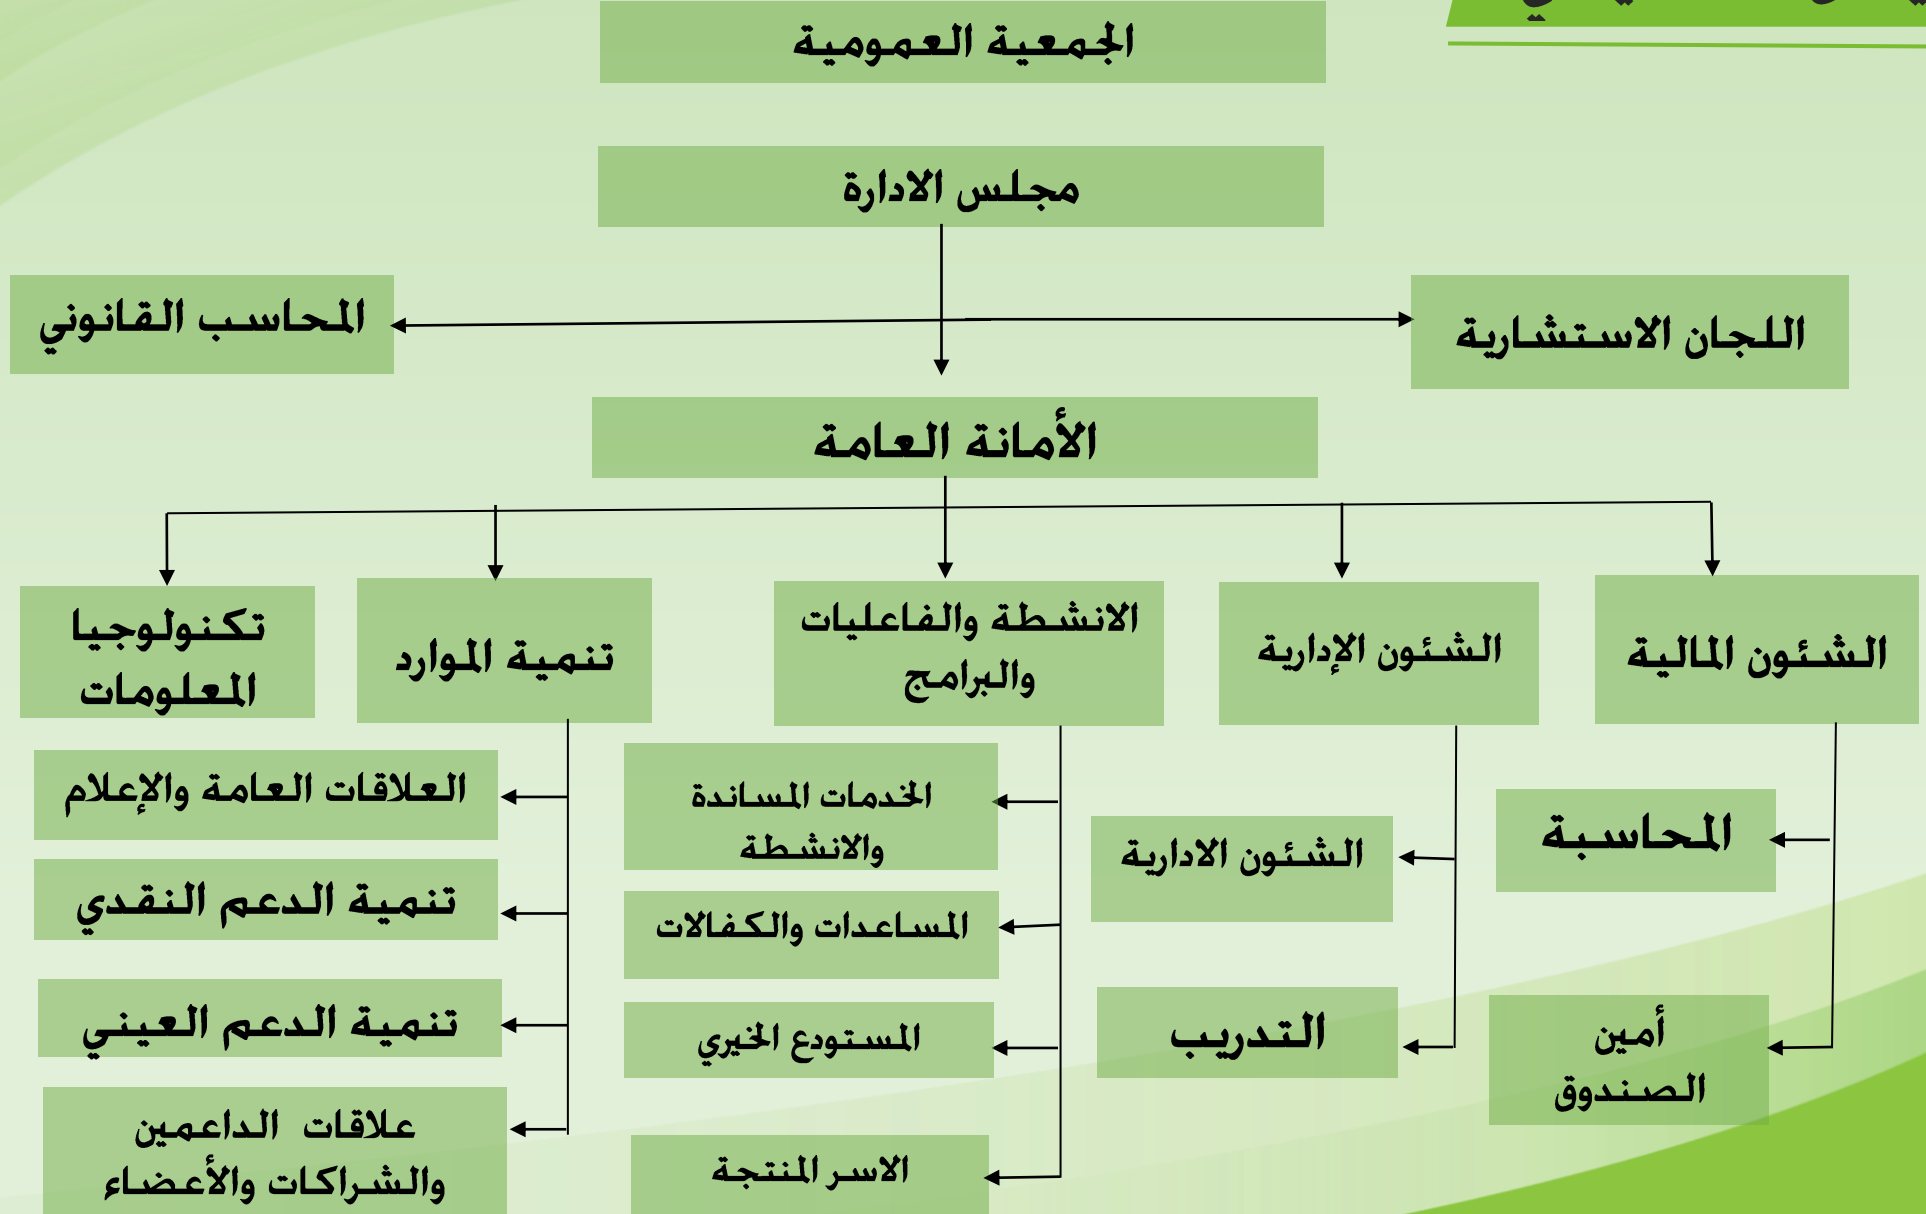 الجمعية العمومية
مجلس الادارة
اللجان الاستشارية
المحاسب القانوني
الأمانة العامة
الشئون المالية
الشئون الإدارية
الانشطة والفاعليات
والبرامج
تنمية الموارد
تكنولوجيا
المعلومات
المحاسبة
أمين
الصندوق
الشئون الادارية
التدريب
الخدمات المساندة
والانشطة
المساعدات والكفالات
المستودع الخيري
الاسر المنتجة
العلاقات العامة والإعلام
تنمية الدعم النقدي
تنمية الدعم العيني
علاقات الداعمين
والشراكات والأعضاء